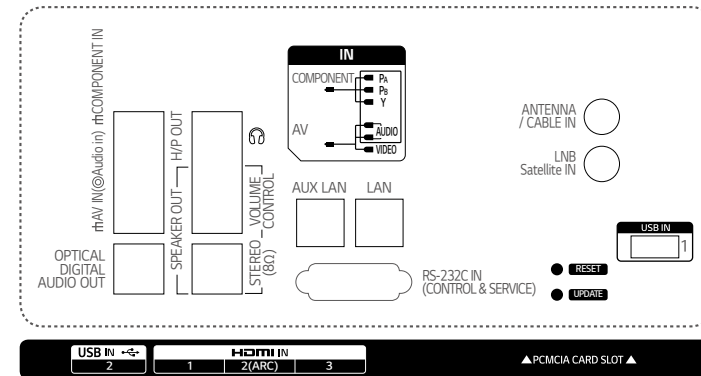 IN
COMPONENT
PA
PB
Y
AV
AUDIO
VIDEO
AV IN(◎Audio in)
COMPONENT IN
H/P OUT
SPEAKER OUT
VOLUME
CONTROL
STEREO
(8Ω)
OPTICAL
DIGITAL
AUDIO OUT
AUX LAN
LAN
RS-232C IN
(CONTROL & SERVICE)
ANTENNA
/ CABLE IN
LNB
Satellite IN
USB IN
1
RESET
UPDATE
USB IN
2
HDMI IN
1 2(ARC) 3
▲PCMCIA CARD SLOT▲